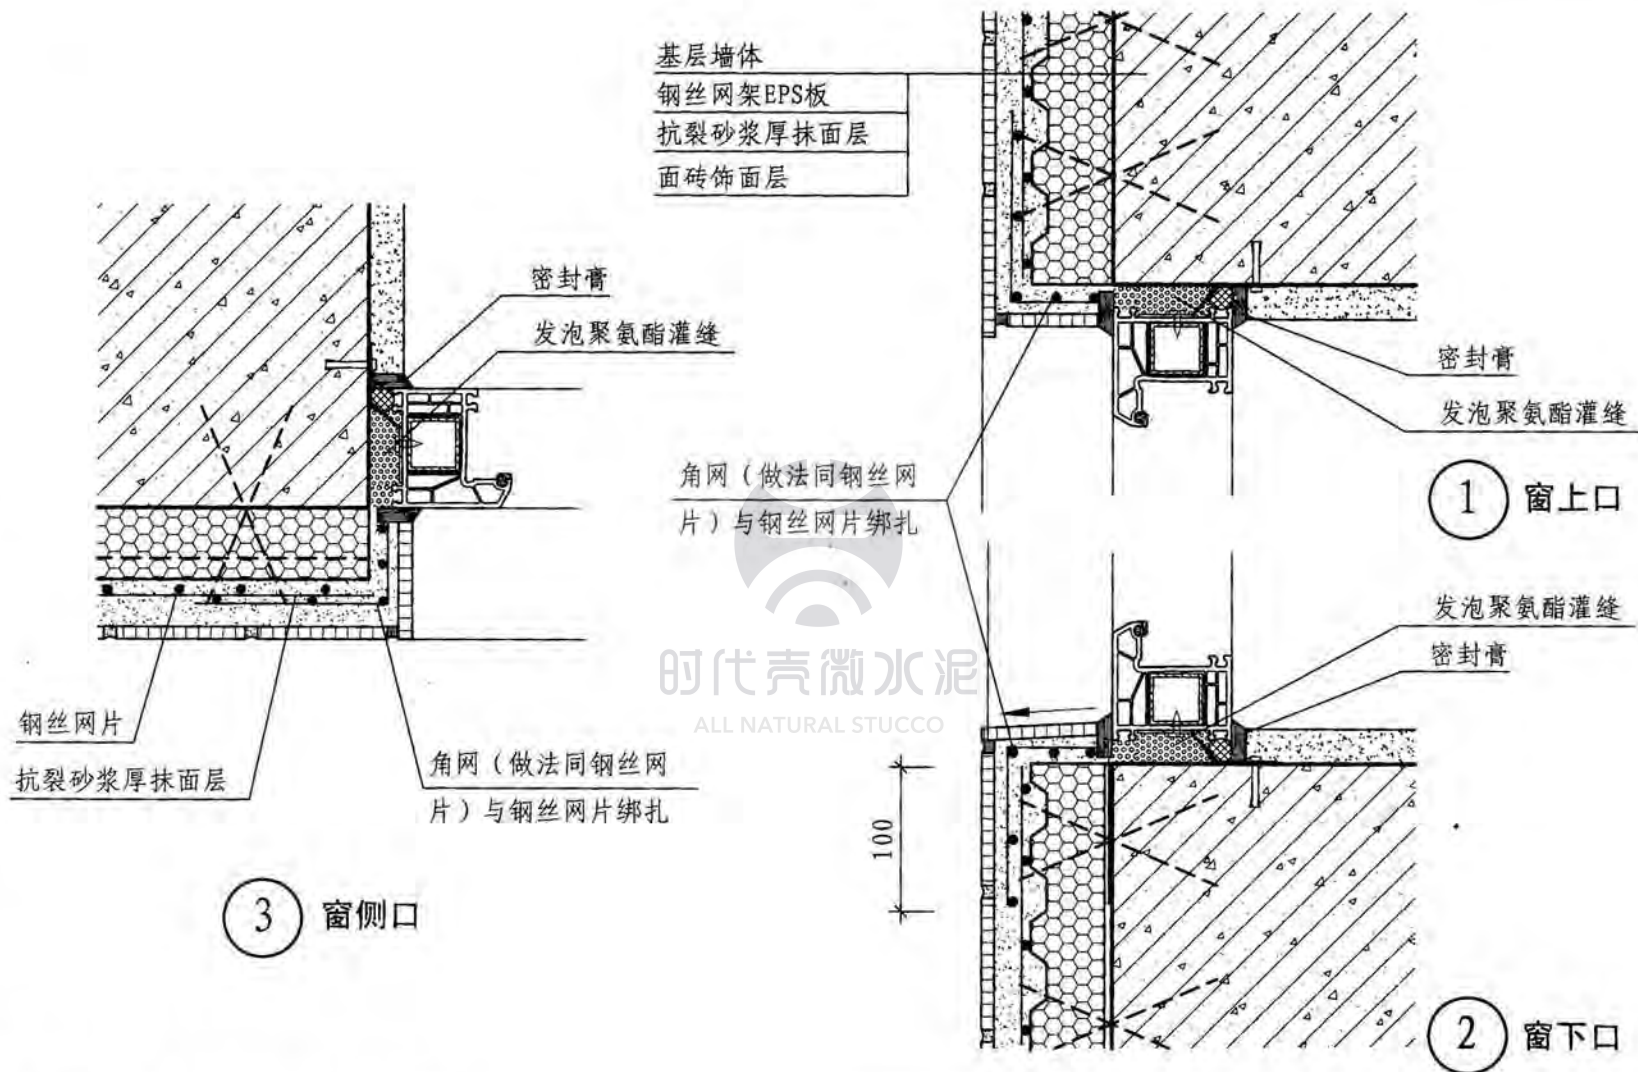 基层墙体
钢丝网架EPS板
抗裂砂浆厚抹面层
面砖饰面层
密封膏
发泡聚氨酯灌缝
密封膏
发泡聚氨酯灌缝
角网（做法同钢丝网
片）与钢丝网片绑扎
1 窗上口
发泡聚氨酯灌缝
密封膏
时代壳微水泥
ALL NATURAL STUCCO
钢丝网片
抗裂砂浆厚抹面层
角网（做法同钢丝网
片）与钢丝网片绑扎
100
3 窗侧口
2 窗下口